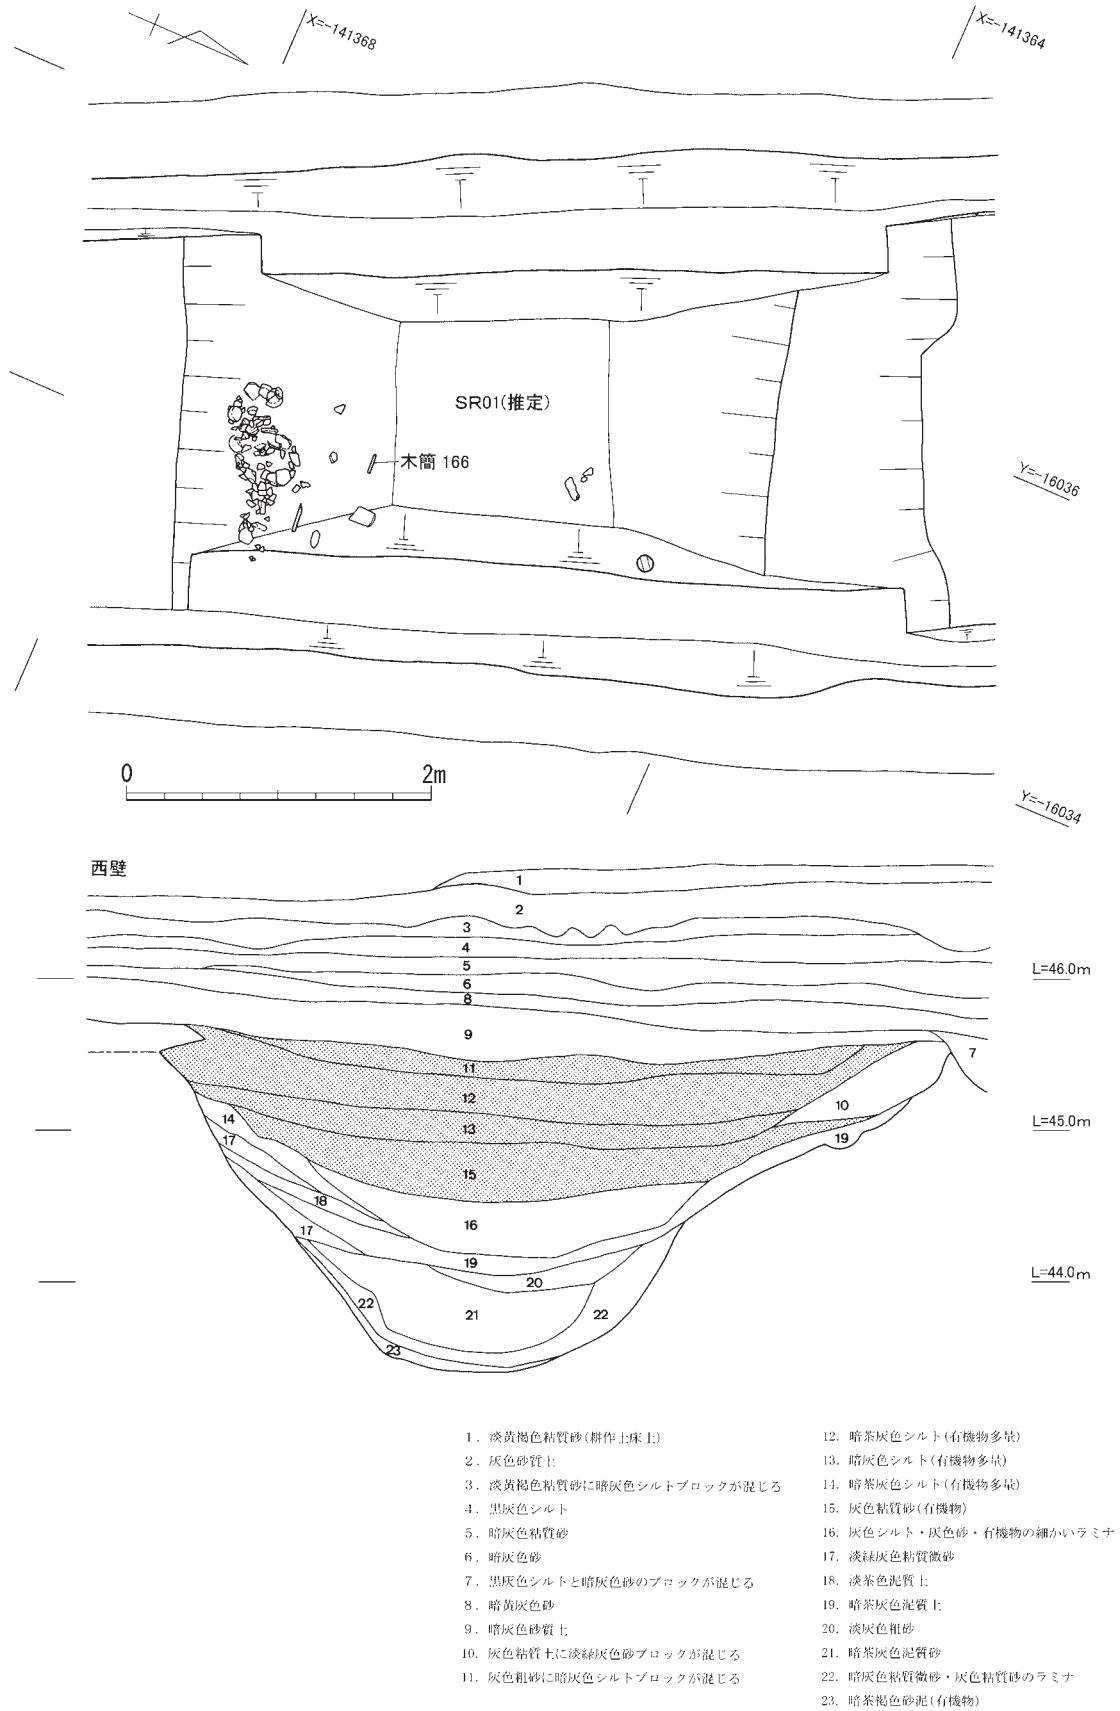 X=-141368
X=-141364
SR01(推定)
木簡 166
Y=-16036
0 2m
Y=-16034
西壁
1
2
3
4
L=46.0m
5
6
8
9
7
11
12
10
14
13
L=45.0m
17
19
15
18
16
17
19
20
L=44.0m
22
21
22
23
1. 淡黄褐色粘質砂(耕作土床土)
2. 灰色砂質土
3. 淡黄褐色粘質砂に暗灰色シルトブロックが混じる
4. 黒灰色シルト
5. 暗灰色粘質砂
6. 暗灰色砂
7. 黒灰色シルトと暗灰色砂のブロックが混じる
8. 暗黄灰色砂
9. 暗灰色砂質土
10. 灰色粘質土に淡緑灰色砂ブロックが混じる
11. 灰色粗砂に暗灰色シルトブロックが混じる
12. 暗茶灰色シルト(有機物多量)
13. 暗灰色シルト(有機物多量)
14. 暗茶灰色シルト(有機物多量)
15. 灰色粘質砂(有機物)
16. 灰色シルト・灰色砂・有機物の細かいラミナ
17. 淡緑灰色粘質微砂
18. 淡茶色泥質土
19. 暗茶灰色泥質土
20. 淡灰色粗砂
21. 暗茶灰色泥質砂
22. 暗灰色粘質微砂・灰色粘質砂のラミナ
23. 暗茶褐色砂泥(有機物)